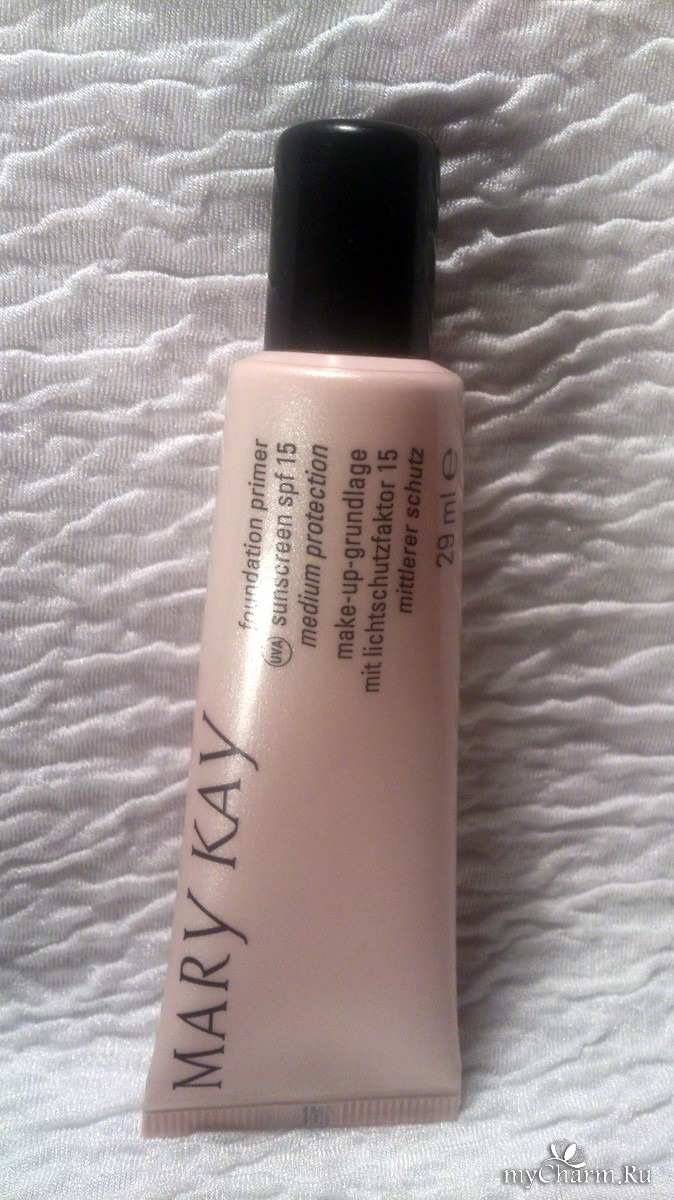 MARY KAY
foundation primer
UVA sunscreen spf 15
medium protection
make-up-grundlage
mit lichtschutzfaktor 15
mittlerer schutz
29 ml e
myCharm.Ru